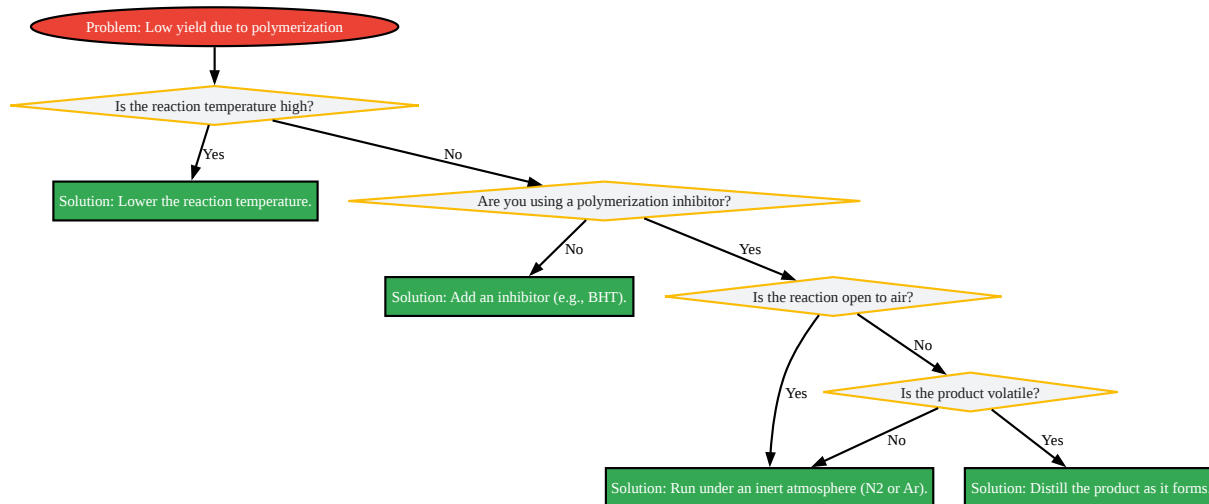 Problem: Low yield due to polymerization
Is the reaction temperature high?
Yes
No
Solution: Lower the reaction temperature.
Are you using a polymerization inhibitor?
No
Yes
Solution: Add an inhibitor (e.g., BHT).
Is the reaction open to air?
No
Yes
Is the product volatile?
No
Yes
Solution: Run under an inert atmosphere (N2 or Ar).
Solution: Distill the product as it forms